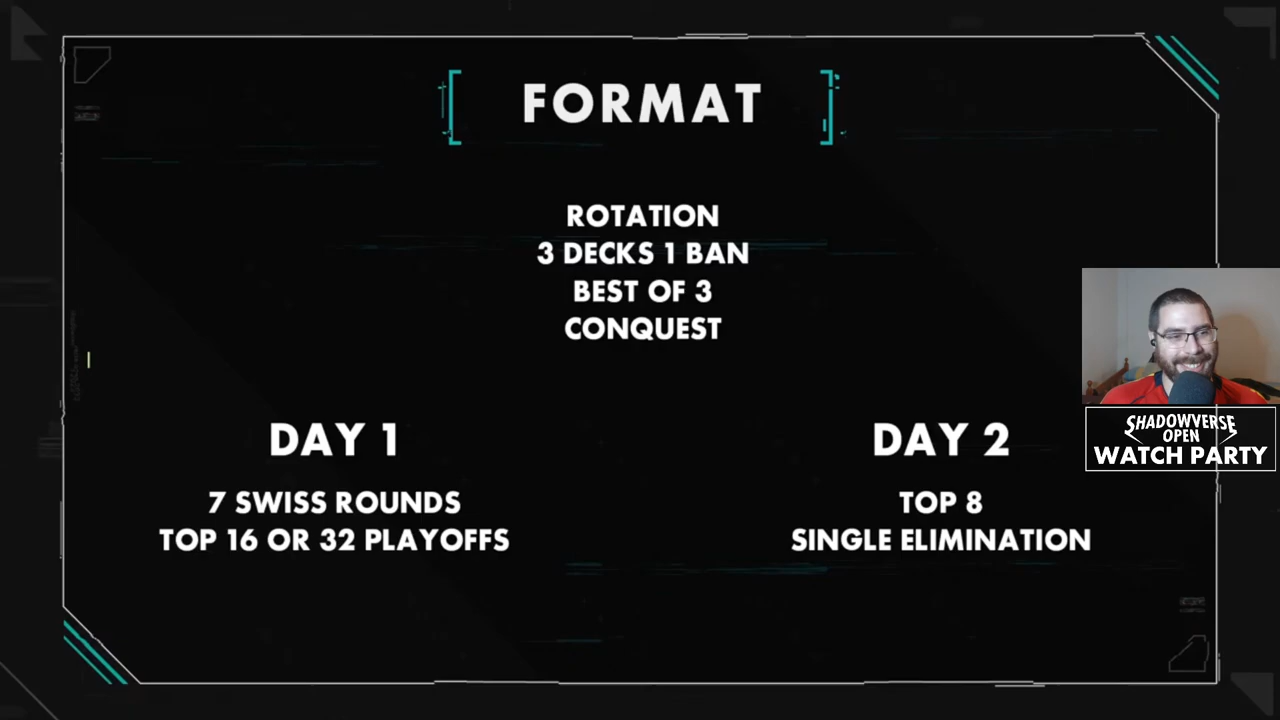 FORMAT
ROTATION
3 DECKS 1 BAN
BEST OF 3
CONQUEST
DAY 1
7 SWISS ROUNDS
TOP 16 OR 32 PLAYOFFS
DAY 2
TOP 8
SINGLE ELIMINATION
SHADOWVERSE
OPEN
WATCH PARTY